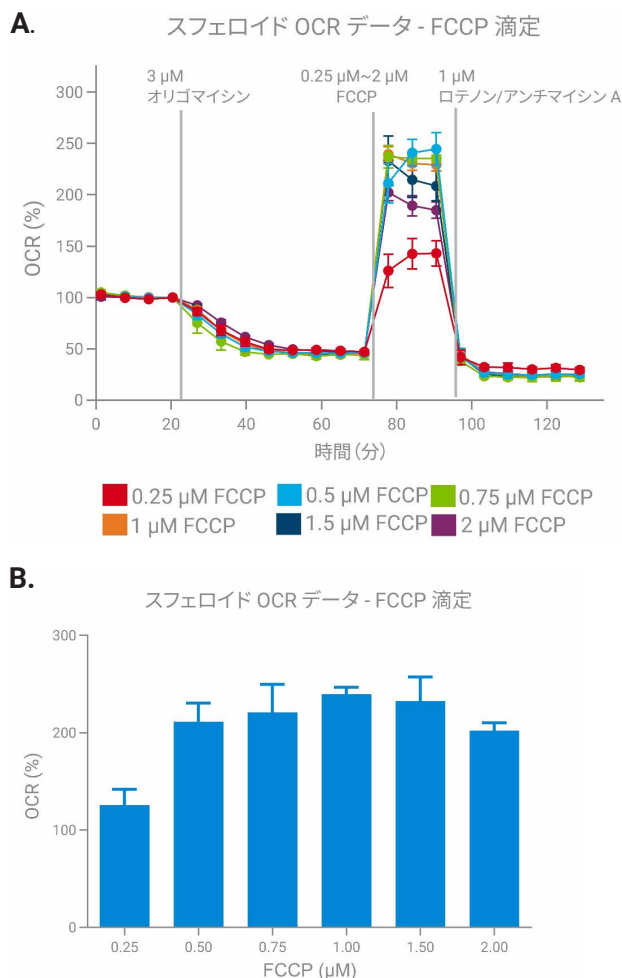 A.
スフェロイド OCR データ - FCCP 滴定
3 µM
オリゴマイシン
0.25 µM~2 µM
FCCP
1 µM
ロテノン/アンチマイシン A
OCR (%)
300
250
200
150
100
50
0
0 20 40 60 80 100 120
時間（分）
0.25 µM FCCP 0.5 µM FCCP 0.75 µM FCCP
1 µM FCCP 1.5 µM FCCP 2 µM FCCP
B.
スフェロイド OCR データ - FCCP 滴定
OCR (%)
300
200
100
0
0.25 0.50 0.75 1.00 1.50 2.00
FCCP (µM)